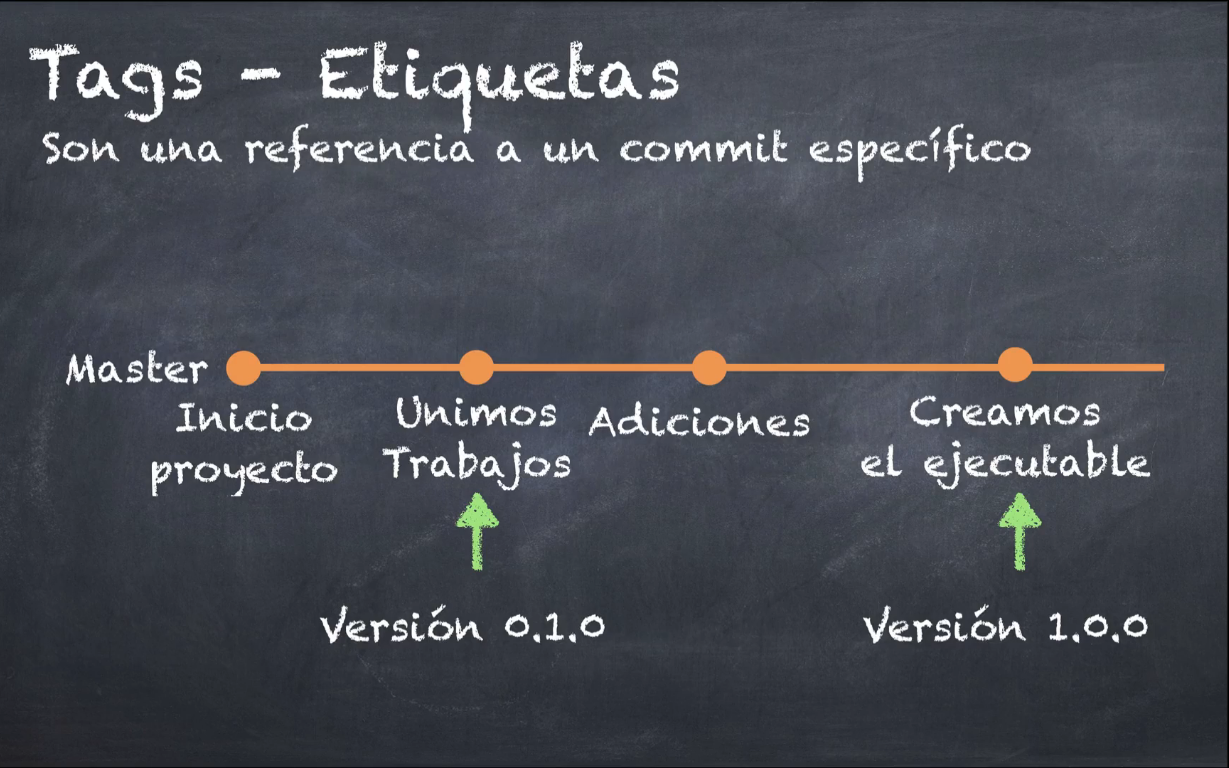 Tags - Etiquetas
Son una referencia a un commit específico
Master
Inicio
proyecto
Unimos
Trabajos
Adiciones
Creamos
el ejecutable
Versión 0.1.0
Versión 1.0.0